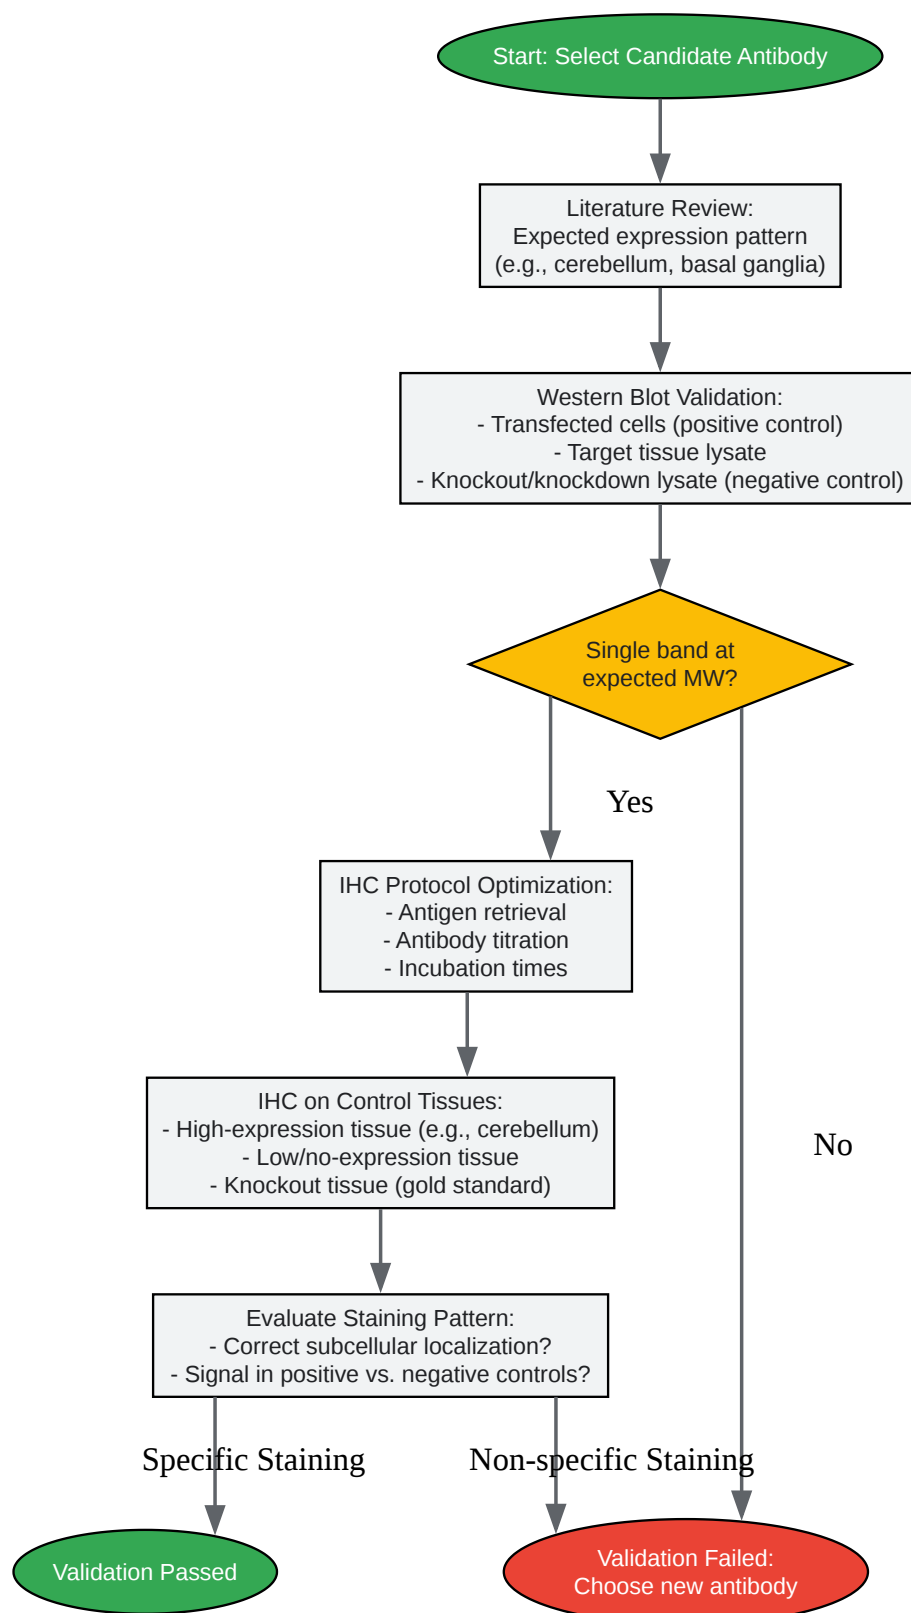 Start: Select Candidate Antibody
Literature Review:
Expected expression pattern
(e.g., cerebellum, basal ganglia)
Western Blot Validation:
- Transfected cells (positive control)
- Target tissue lysate
- Knockout/knockdown lysate (negative control)
Single band at
expected MW?
Yes
IHC Protocol Optimization:
- Antigen retrieval
- Antibody titration
- Incubation times
IHC on Control Tissues:
- High-expression tissue (e.g., cerebellum)
- Low/no-expression tissue
- Knockout tissue (gold standard)
No
Evaluate Staining Pattern:
- Correct subcellular localization?
- Signal in positive vs. negative controls?
Specific Staining
Non-specific Staining
Validation Passed
Validation Failed:
Choose new antibody